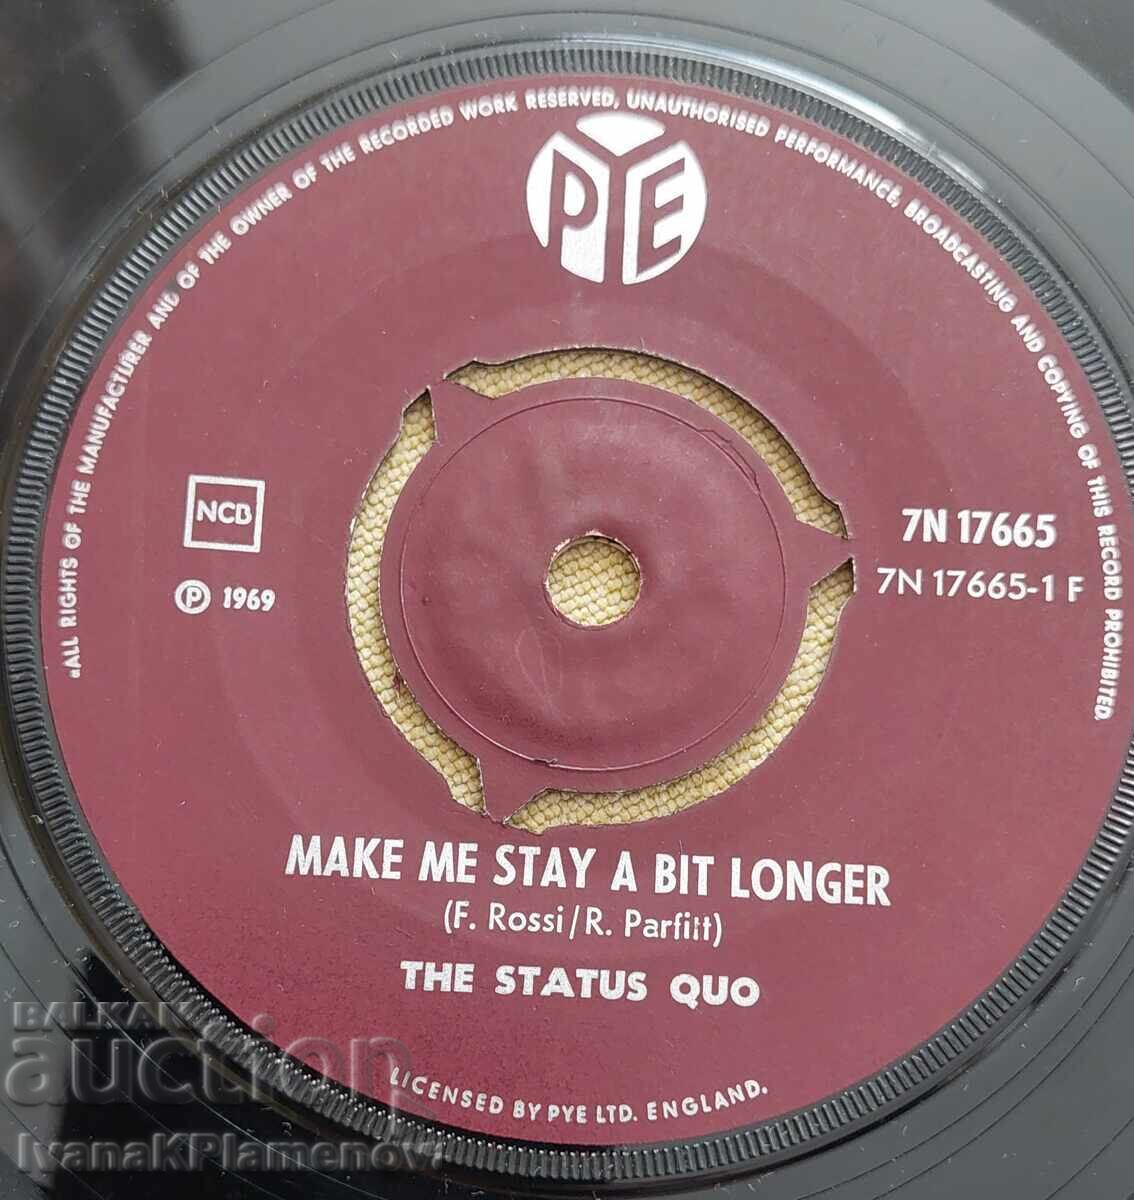 ALL RIGHTS OF THE MANUFACTURER AND OF THE OWNER OF THE RECORDED WORK RESERVED, UNAUTHORISED PERFORMANCE, BROADCASTING AND COPYING OF THIS RECORD PROHIBITED.
PYE
NCB
℗ 1969
7N 17665
7N 17665-1 F
MAKE ME STAY A BIT LONGER
(F. Rossi/R. Parfitt)
THE STATUS QUO
LICENSED BY PYE LTD. ENGLAND.
BALKAN
auction
IvanaKPlamenov